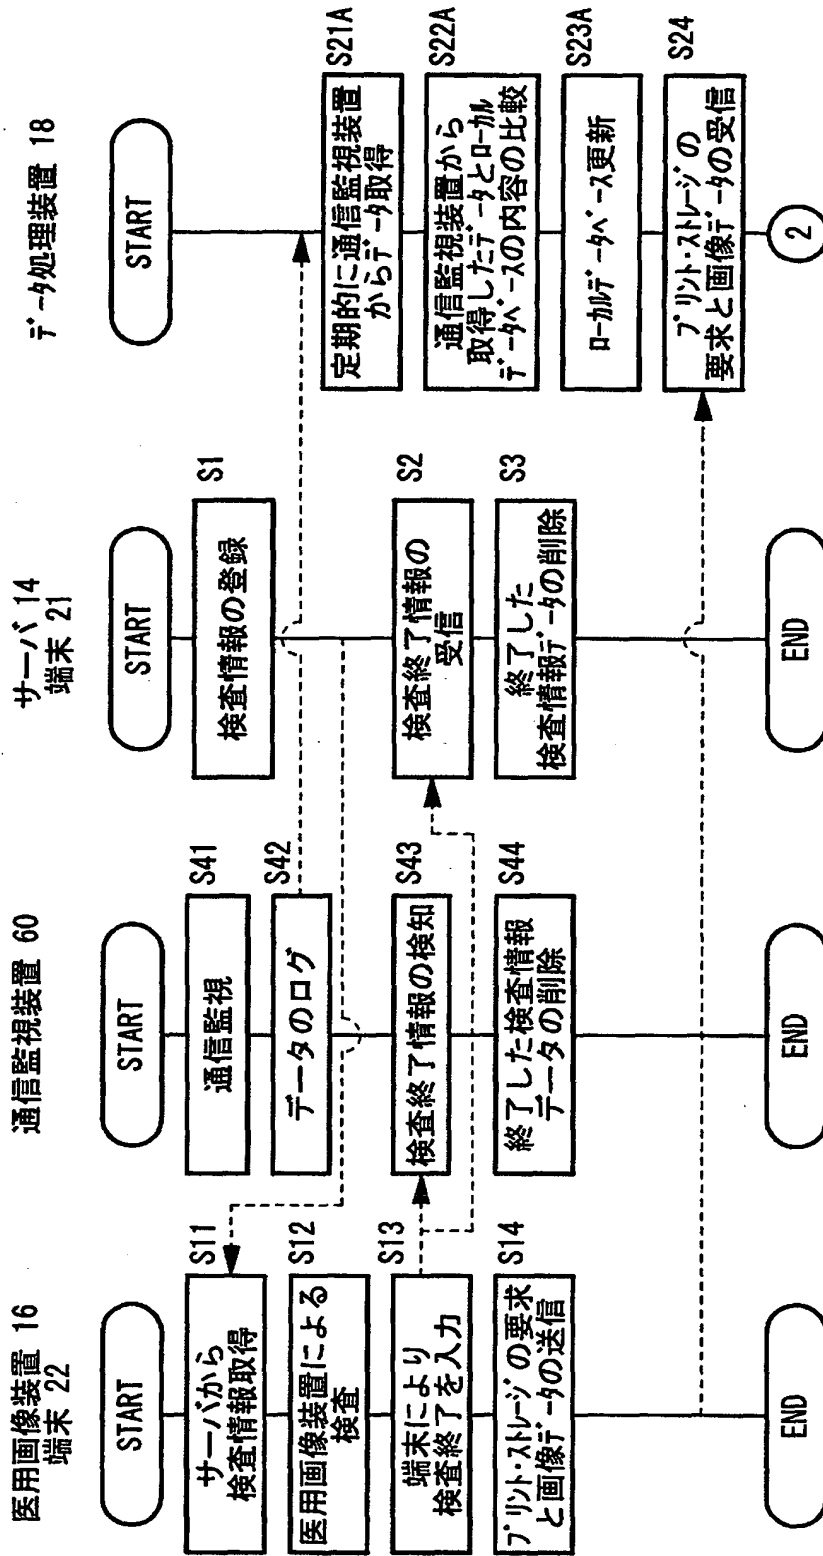 医用画像装置 16
端末 22
START
サーバから
検査情報取得
S11
医用画像装置による
検査
S12
端末により
検査終了を入力
S13
プリント・ストレージの要求
と画像データの送信
S14
END
通信監視装置 60
START
通信監視
S41
データのログ
S42
検査終了情報の検知
S43
終了した検査情報
データの削除
S44
END
サーバ 14
端末 21
START
検査情報の登録
S1
検査終了情報の
受信
S2
終了した
検査情報データの削除
S3
END
データ処理装置 18
START
定期的に通信監視装置
からデータ取得
S21A
通信監視装置から
取得したデータとローカル
データベースの内容の比較
S22A
ローカルデータベース更新
S23A
プリント・ストレージの
要求と画像データの受信
S24
2